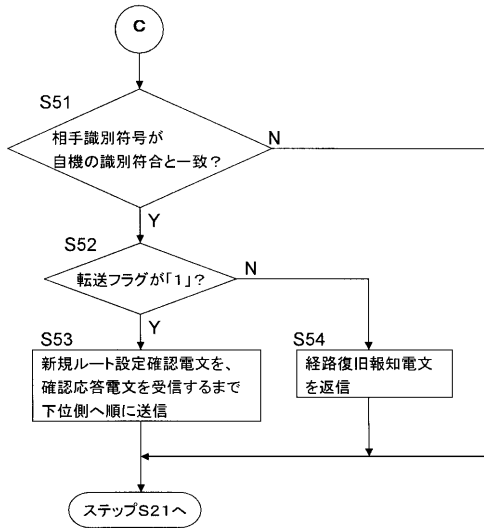 C
S51
相手識別符号が
自機の識別符合と一致？
N
Y
S52
転送フラグが「１」？
N
Y
S53
新規ルート設定確認電文を、
確認応答電文を受信するまで
下位側へ順に送信
S54
経路復旧報知電文
を返信
ステップＳ２１へ